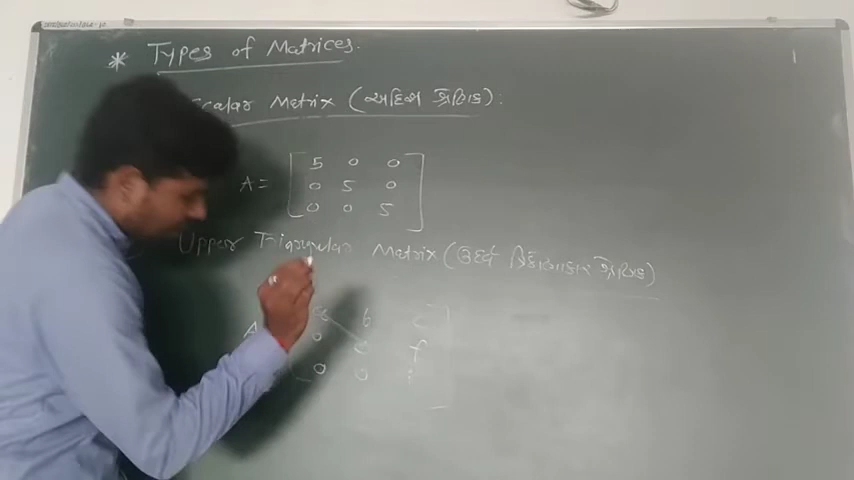 * Types of Matrices.
Scalar Matrix (અદિશ શ્રેણિક):
A = [ 5 0 0
0 5 0
0 0 5 ]
Upper Triangular Matrix (ઉર્ધ્વ ત્રિકોણાકાર શ્રેણિક)
A b c
0 e f
0 0 i